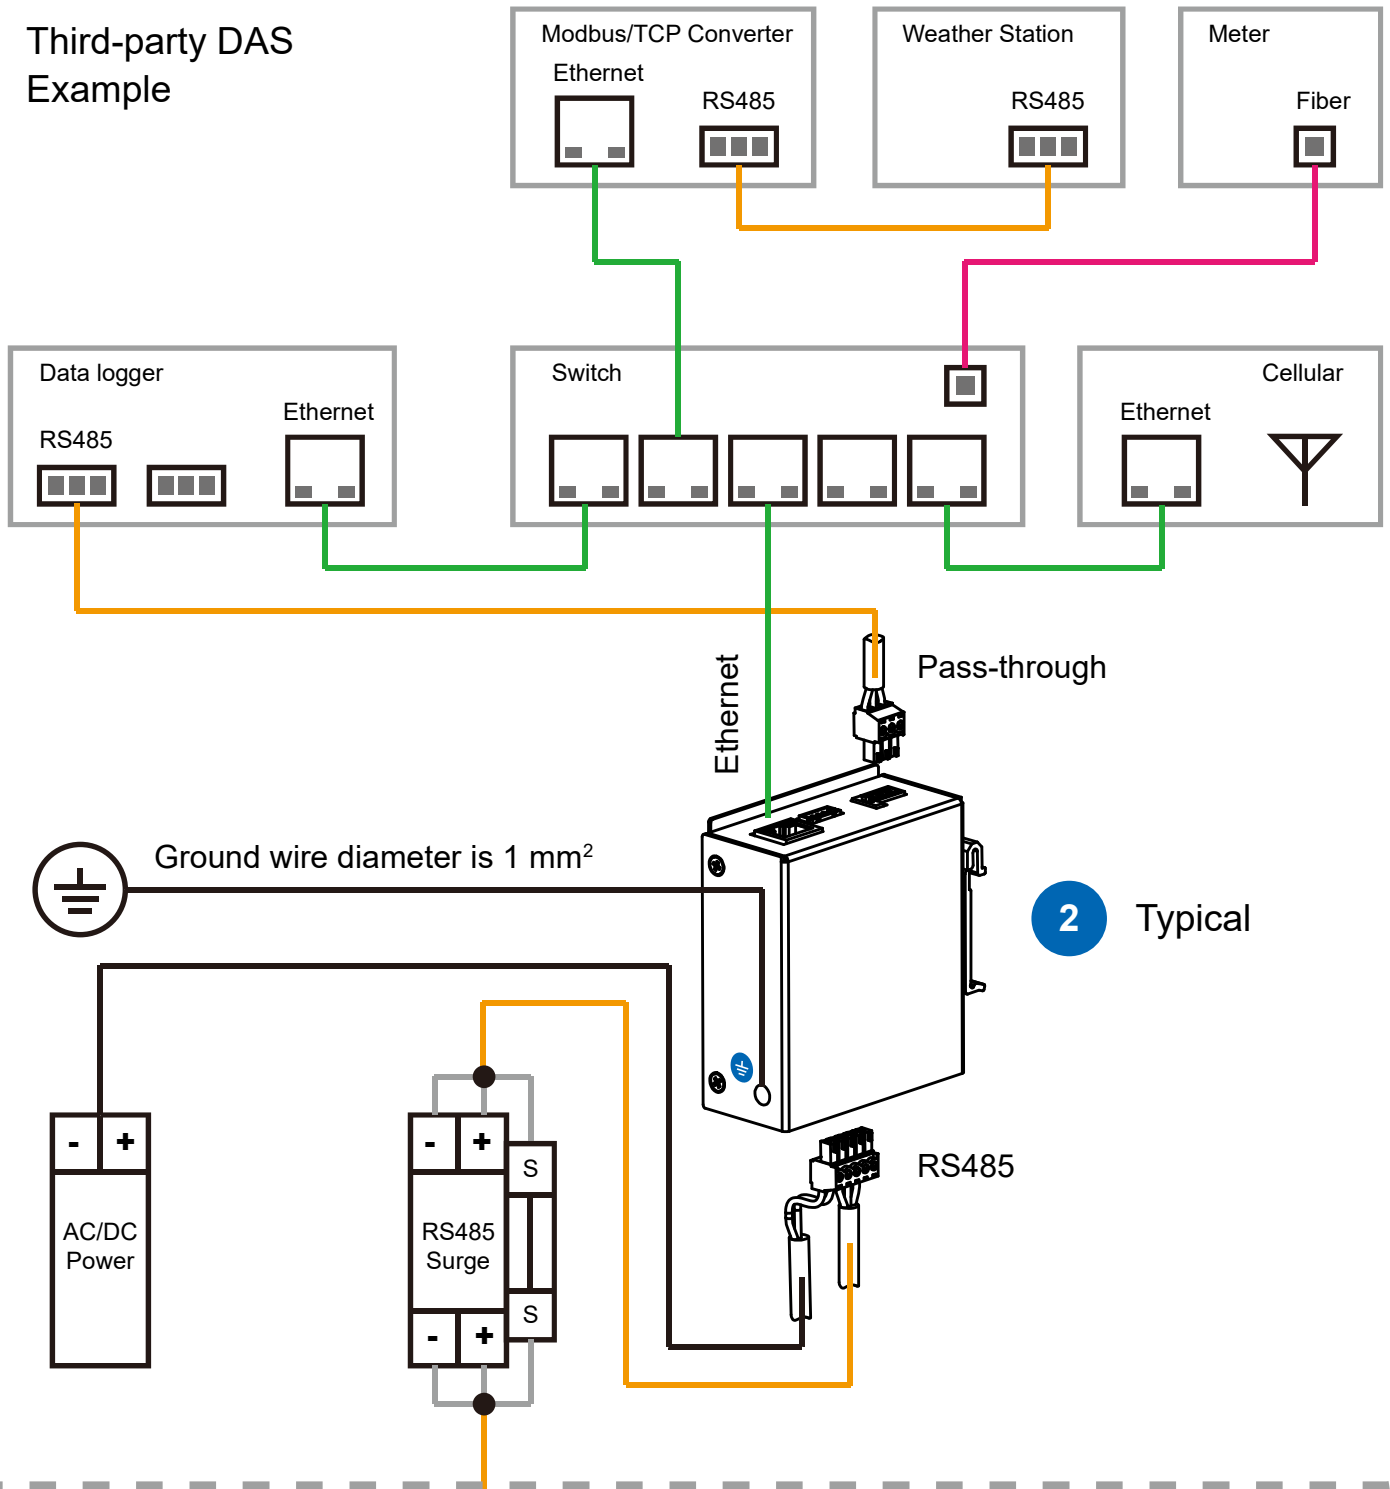 Third-party DAS
Example
Modbus/TCP Converter
Ethernet
RS485
Weather Station
RS485
Meter
Fiber
Data logger
RS485
Ethernet
Switch
Cellular
Ethernet
Ethernet
Pass-through
Ground wire diameter is 1 mm²
2
Typical
- +
AC/DC
Power
- +
S
RS485
Surge
S
- +
RS485